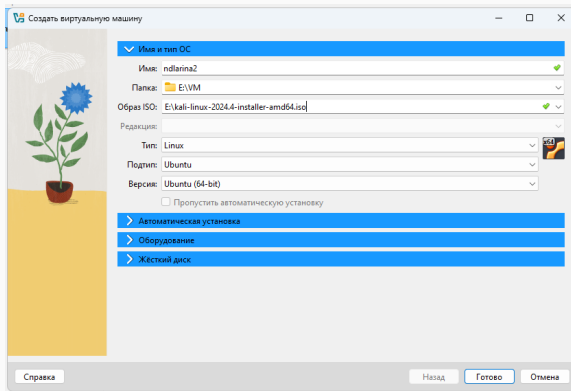 Создать виртуальную машину
Имя и тип ОС
Имя: ndlarina2
Папка: E:\VM
Образ ISO: E:\kali-linux-2024.4-installer-amd64.iso
Редакция:
Тип: Linux
64
Подтип: Ubuntu
Версия: Ubuntu (64-bit)
Пропустить автоматическую установку
Автоматическая установка
Оборудование
Жёсткий диск
Справка Назад Готово Отмена